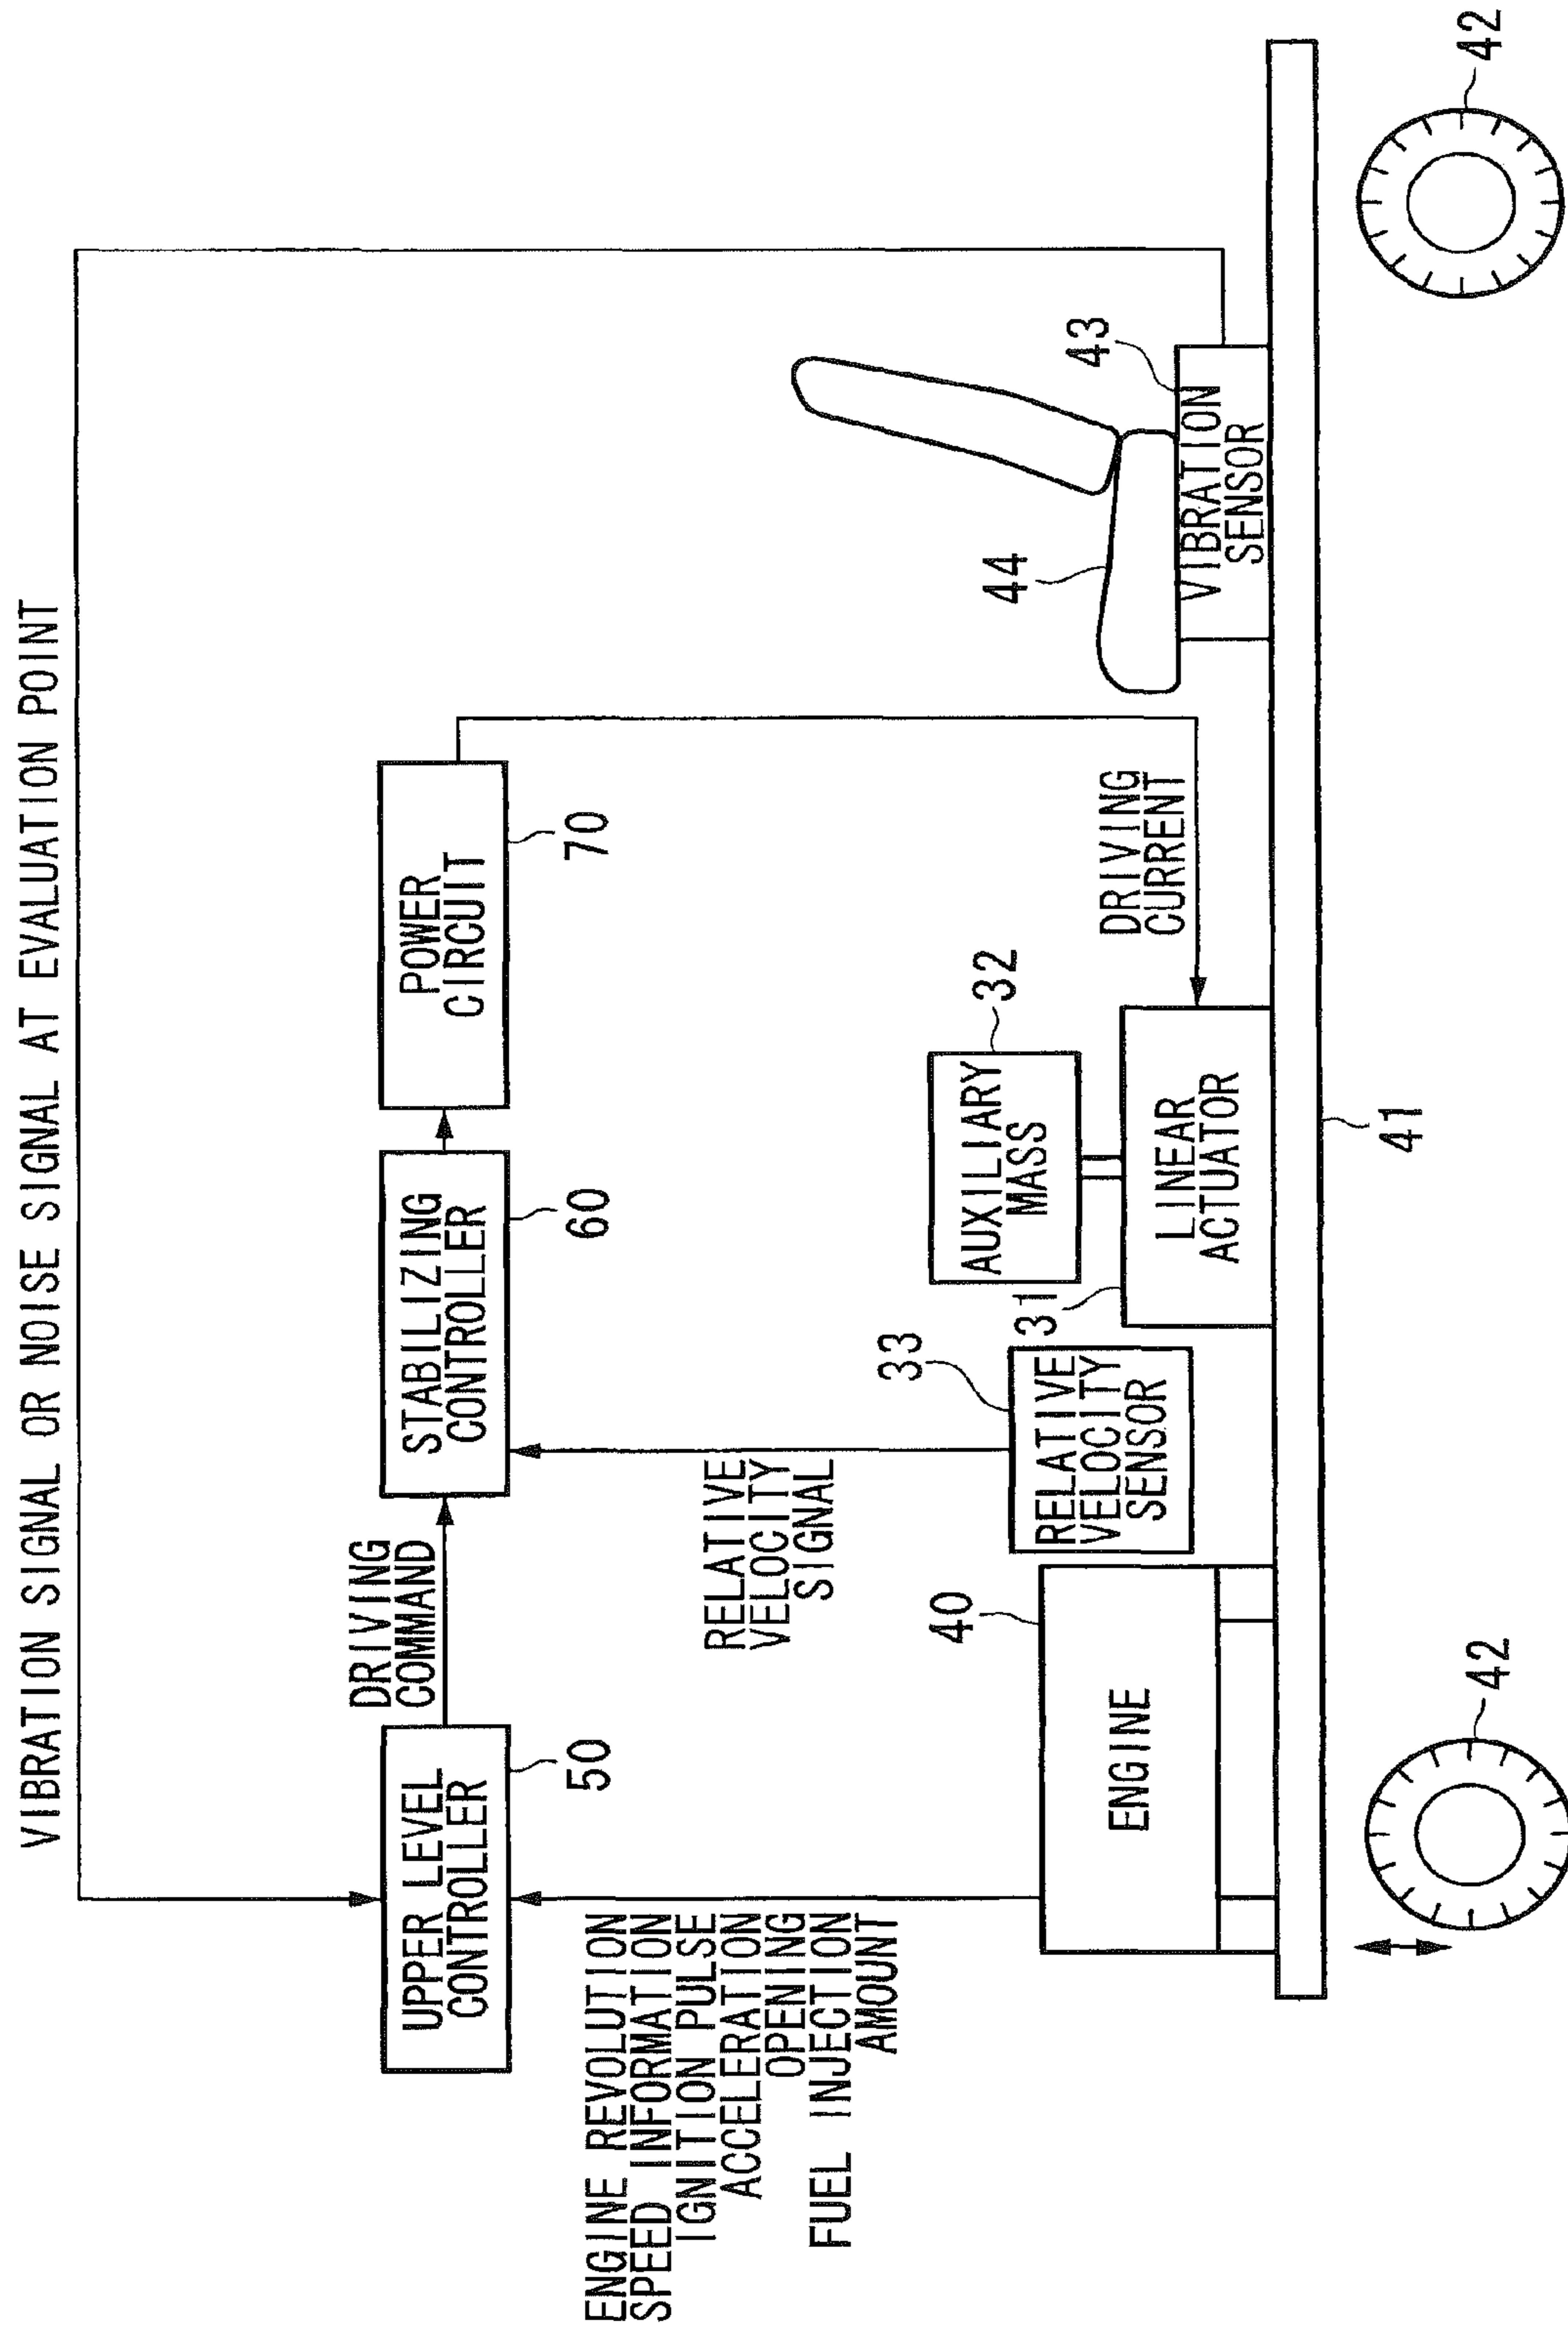 VIBRATION SIGNAL OR NOISE SIGNAL AT EVALUATION POINT
UPPER LEVEL
CONTROLLER
50
DRIVING
COMMAND
STABILIZING
CONTROLLER
60
POWER
CIRCUIT
70
ENGINE REVOLUTION
SPEED INFORMATION
IGNITION PULSE
ACCELERATION
OPENING
FUEL INJECTION
AMOUNT
RELATIVE
VELOCITY
SIGNAL
40
ENGINE
33
RELATIVE
VELOCITY
SENSOR
31
32
AUXILIARY
MASS
LINEAR
ACTUATOR
DRIVING
CURRENT
44
43
VIBRATION
SENSOR
42
41
42